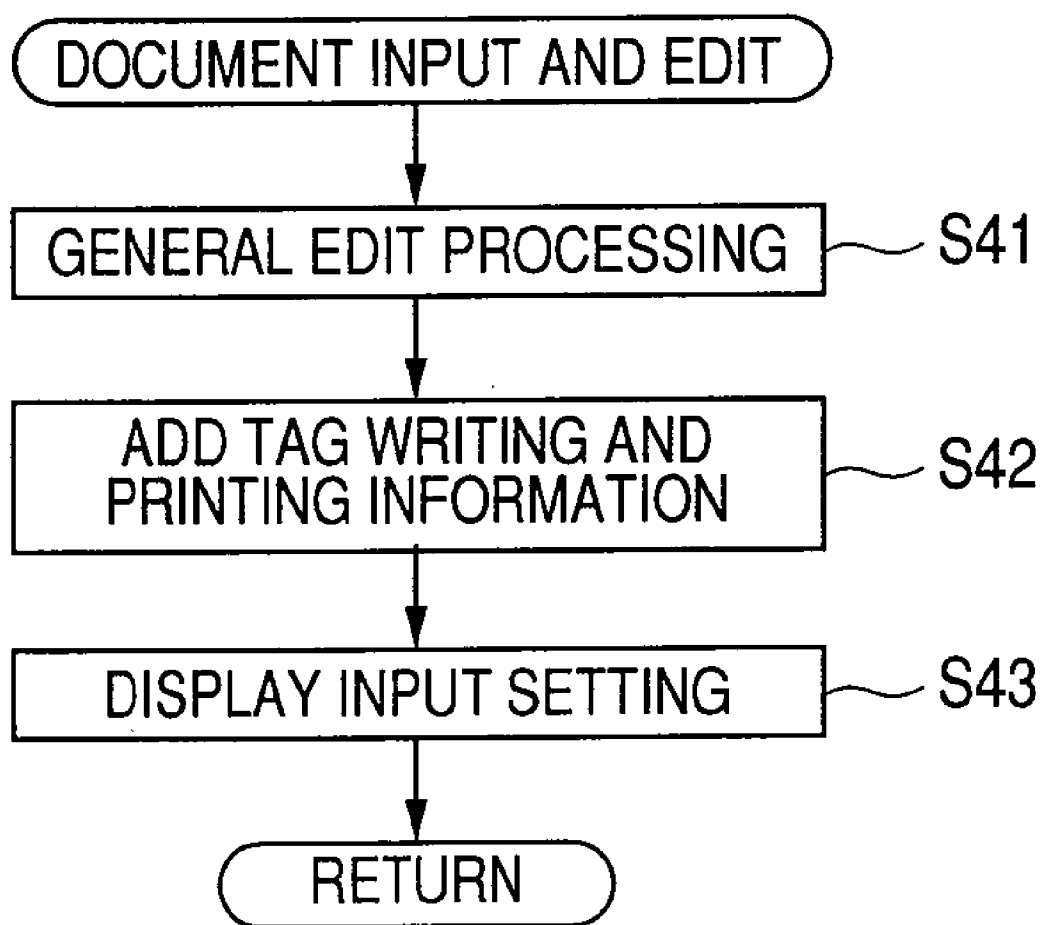 DOCUMENT INPUT AND EDIT
GENERAL EDIT PROCESSING
S41
ADD TAG WRITING AND
PRINTING INFORMATION
S42
DISPLAY INPUT SETTING
S43
RETURN